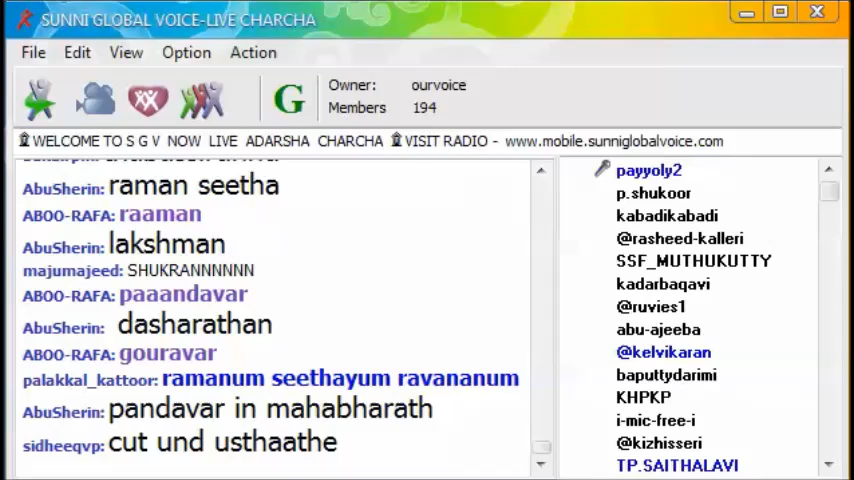 SUNNI GLOBAL VOICE-LIVE CHARCHA
File Edit View Option Action
G
Owner: ourvoice
Members 194
WELCOME TO S G V NOW LIVE ADARSHA CHARCHA VISIT RADIO - www.mobile.sunniglobalvoice.com
AbuSherin: raman seetha
ABOO-RAFA: raaman
AbuSherin: lakshman
majumajeed: SHUKRANNNNNN
ABOO-RAFA: paaandavar
AbuSherin: dasharathan
ABOO-RAFA: gouravar
palakkal_kattoor: ramanum seethayum ravananum
AbuSherin: pandavar in mahabharath
sidheeqvp: cut und usthaathe
payyoly2
p.shukoor
kabadikabadi
@rasheed-kalleri
SSF_MUTHUKUTTY
kadarbaqavi
@ruvies1
abu-ajeeba
@kelvikaran
baputtydarimi
KHPKP
i-mic-free-i
@kizhisseri
TP.SAITHALAVI